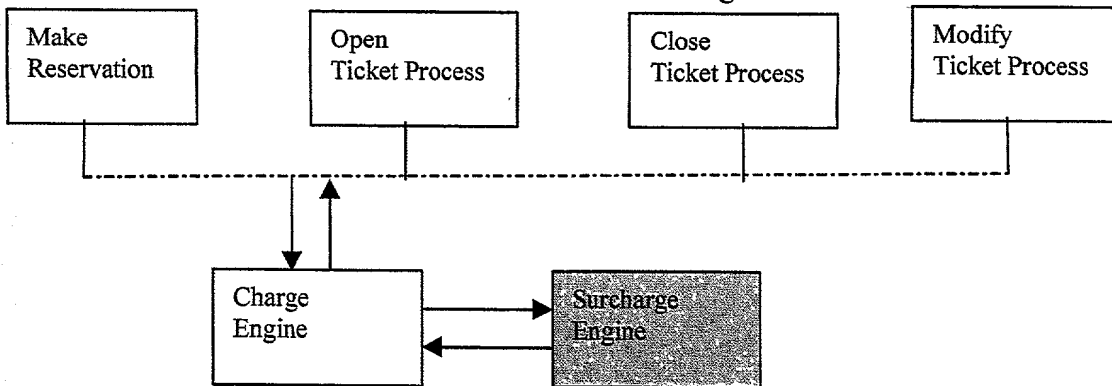 Make
Reservation
Open
Ticket Process
Close
Ticket Process
Modify
Ticket Process
Charge
Engine
Surcharge
Engine